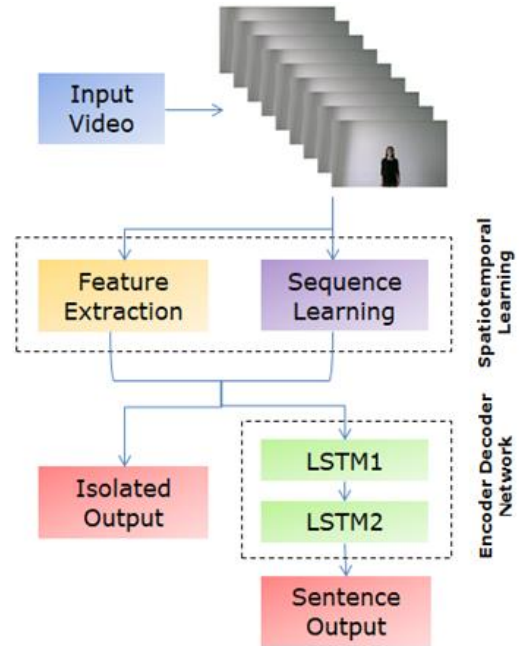 Input
Video
Feature
Extraction
Sequence
Learning
Spatiotemporal
Learning
Isolated
Output
LSTM1
LSTM2
Encoder Decoder
Network
Sentence
Output